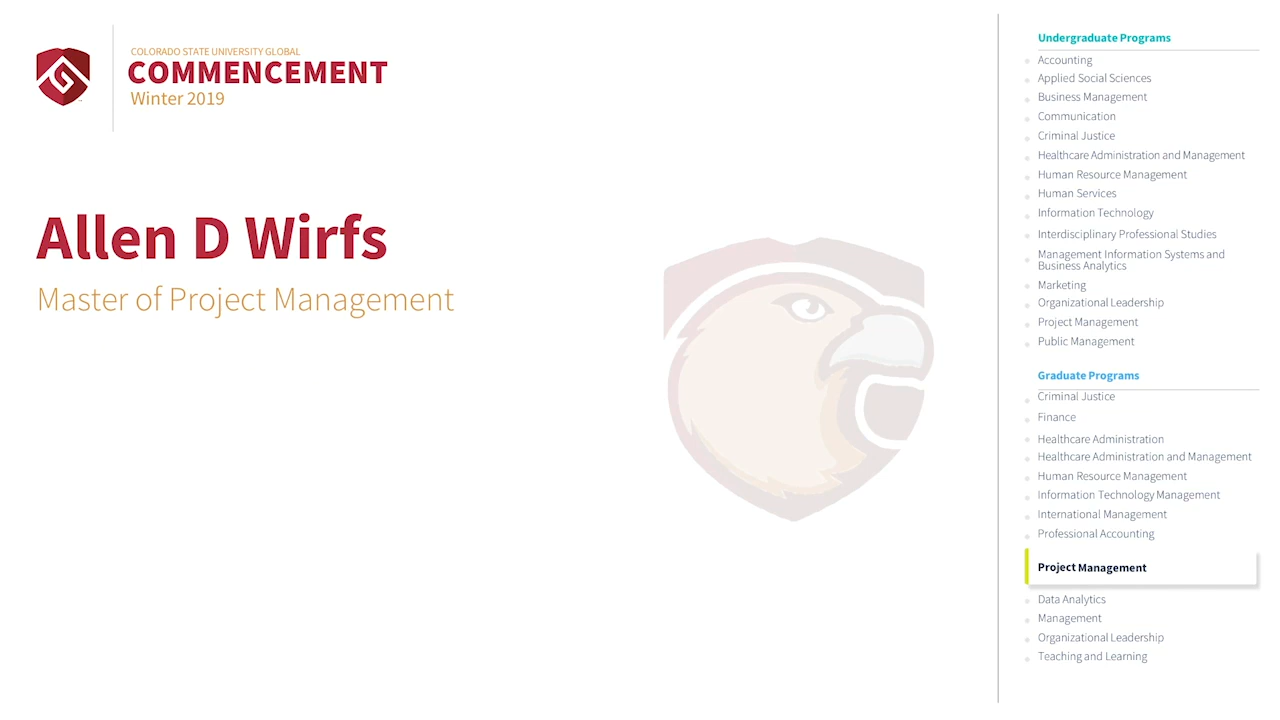 COLORADO STATE UNIVERSITY GLOBAL
COMMENCEMENT
Winter 2019
Allen D Wirfs
Master of Project Management
Undergraduate Programs
Accounting
Applied Social Sciences
Business Management
Communication
Criminal Justice
Healthcare Administration and Management
Human Resource Management
Human Services
Information Technology
Interdisciplinary Professional Studies
Management Information Systems and
Business Analytics
Marketing
Organizational Leadership
Project Management
Public Management
Graduate Programs
Criminal Justice
Finance
Healthcare Administration
Healthcare Administration and Management
Human Resource Management
Information Technology Management
International Management
Professional Accounting
Project Management
Data Analytics
Management
Organizational Leadership
Teaching and Learning